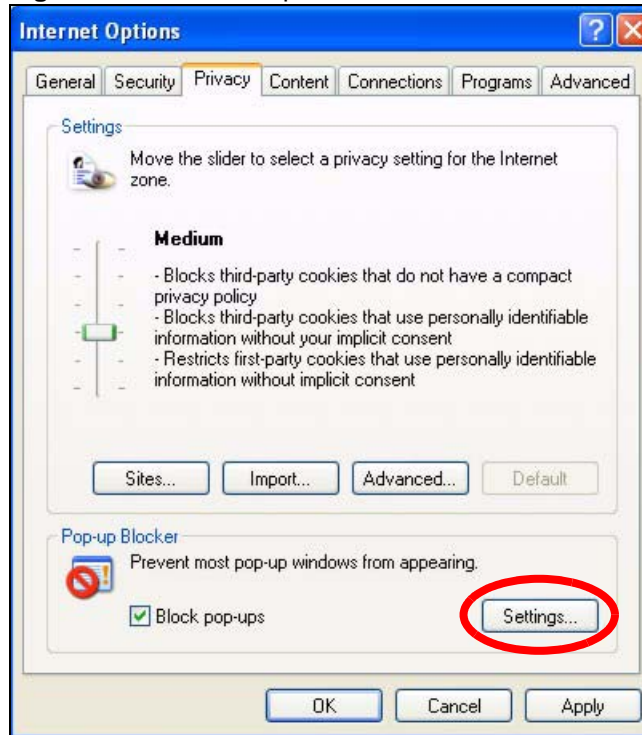 Internet Options
General Security Privacy Content Connections Programs Advanced
Settings
Move the slider to select a privacy setting for the Internet
zone.
Medium
- Blocks third-party cookies that do not have a compact
privacy policy
- Blocks third-party cookies that use personally identifiable
information without your implicit consent
- Restricts first-party cookies that use personally identifiable
information without implicit consent
Sites... Import... Advanced... Default
Pop-up Blocker
Prevent most pop-up windows from appearing.
Block pop-ups
Settings...
OK Cancel Apply